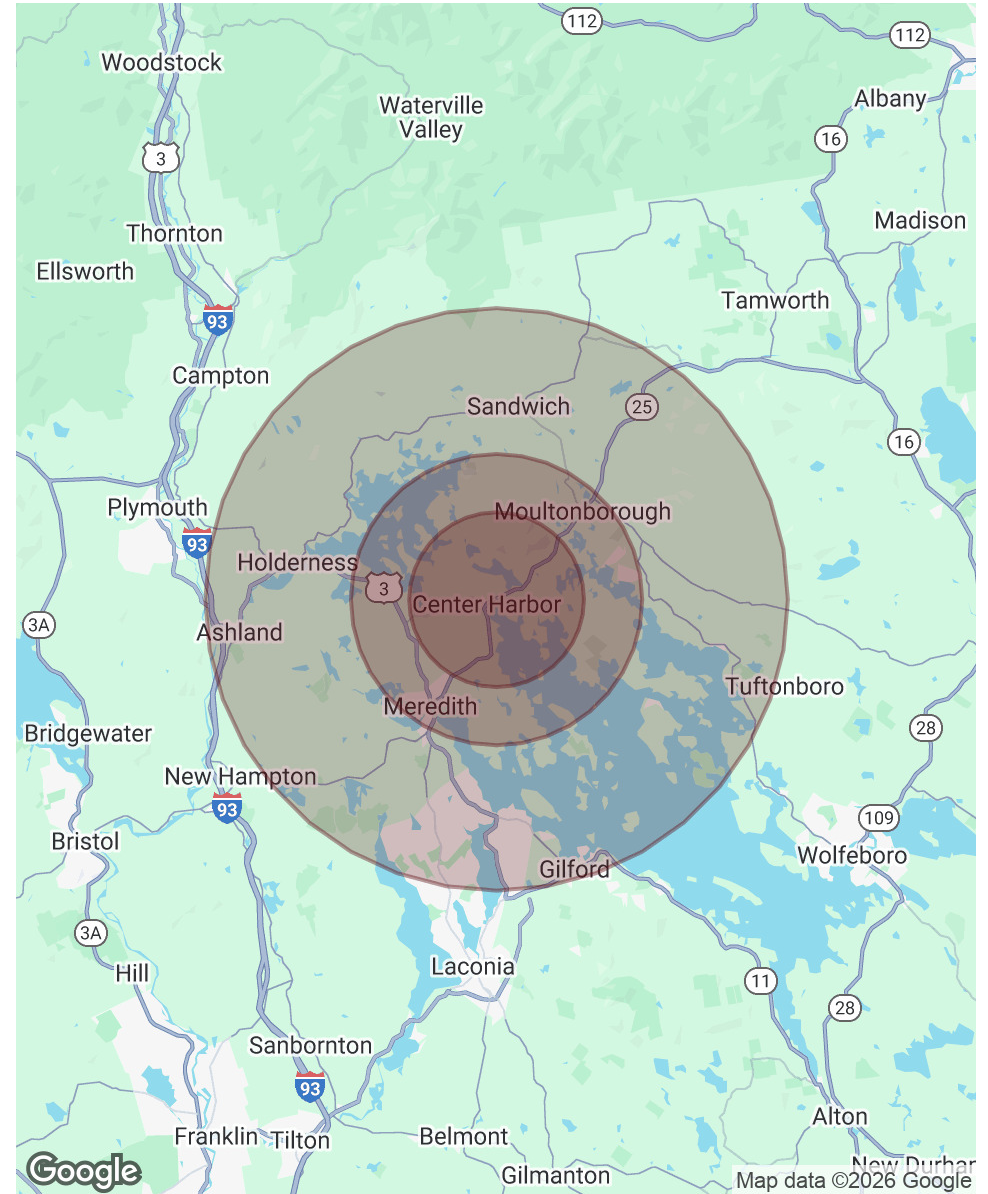 112
112
Woodstock
Waterville
Valley
Albany
16
3
Madison
Thornton
Ellsworth
Tamworth
93
Campton
Sandwich
25
16
Plymouth
Moultonborough
93
Holderness
3
Center Harbor
3A
Ashland
Tuftonboro
Meredith
28
Bridgewater
New Hampton
93
109
Bristol
Wolfeboro
Gilford
3A
Laconia
Hill
11
28
Sanbornton
93
Alton
Franklin
Tilton
Belmont
New Durhar
Gilmanton
Google
Map data ©2026 Google